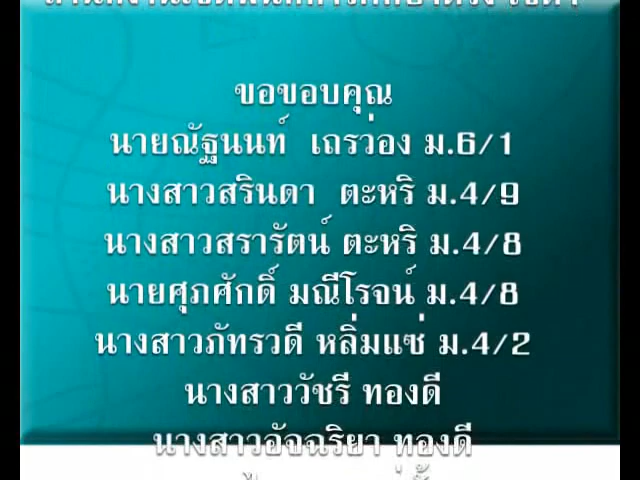 ขอขอบคุณ
นายณัฐนนท์ เถรว่อง ม.6/1
นางสาวสรินดา ตะหริ ม.4/9
นางสาวสรารัตน์ ตะหริ ม.4/8
นายศุภศักดิ์ มณีโรจน์ ม.4/8
นางสาวภัทรวดี หลิ่มแซ่ ม.4/2
นางสาววัชรี ทองดี
นางสาวอัจฉริยา ทองดี